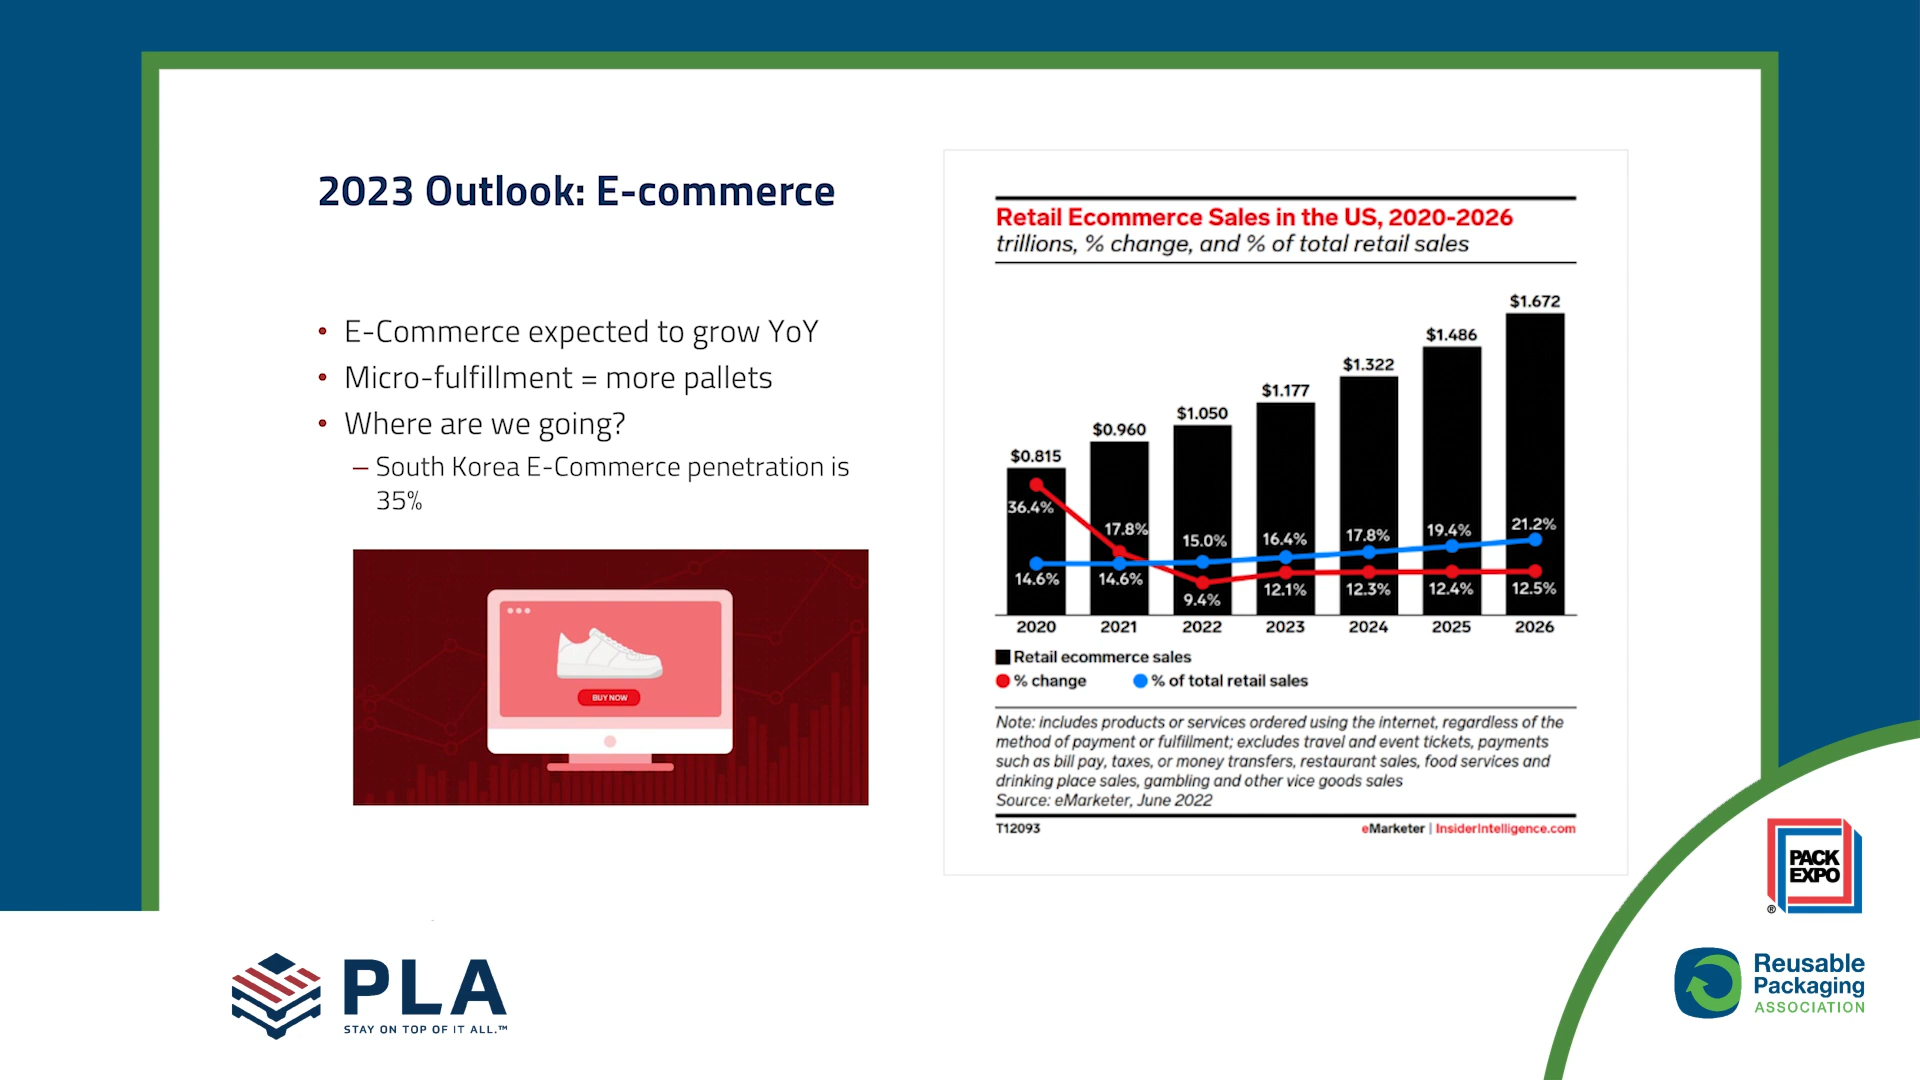 2023 Outlook: E-commerce
• E-Commerce expected to grow YoY
• Micro-fulfillment = more pallets
• Where are we going?
– South Korea E-Commerce penetration is
35%
BUY NOW
Retail Ecommerce Sales in the US, 2020-2026
trillions, % change, and % of total retail sales
$0.815
$0.960
$1.050
$1.177
$1.322
$1.486
$1.672
36.4%
17.8%
15.0%
16.4%
17.8%
19.4%
21.2%
14.6%
14.6%
9.4%
12.1%
12.3%
12.4%
12.5%
2020 2021 2022 2023 2024 2025 2026
Retail ecommerce sales
% change % of total retail sales
Note: includes products or services ordered using the internet, regardless of the
method of payment or fulfillment; excludes travel and event tickets, payments
such as bill pay, taxes, or money transfers, restaurant sales, food services and
drinking place sales, gambling and other vice goods sales
Source: eMarketer, June 2022
T12093 eMarketer | InsiderIntelligence.com
PACK
EXPO
®
PLA
STAY ON TOP OF IT ALL.™
Reusable
Packaging
ASSOCIATION